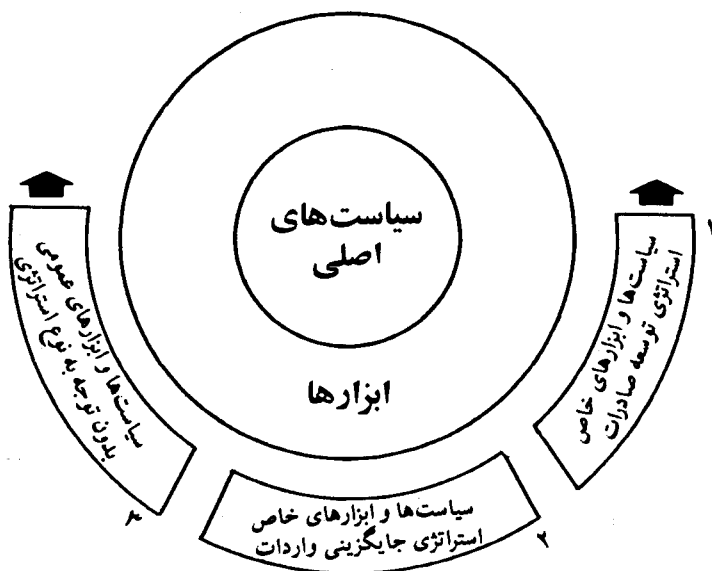 سیاست‌های
اصلی
ابزارها
۱
سیاست‌ها و ابزارهای خاص
استراتژی توسعه صادرات
۲
سیاست‌ها و ابزارهای خاص
استراتژی جایگزینی واردات
۳
سیاست‌ها و ابزارهای عمومی
بدون توجه به نوع استراتژی